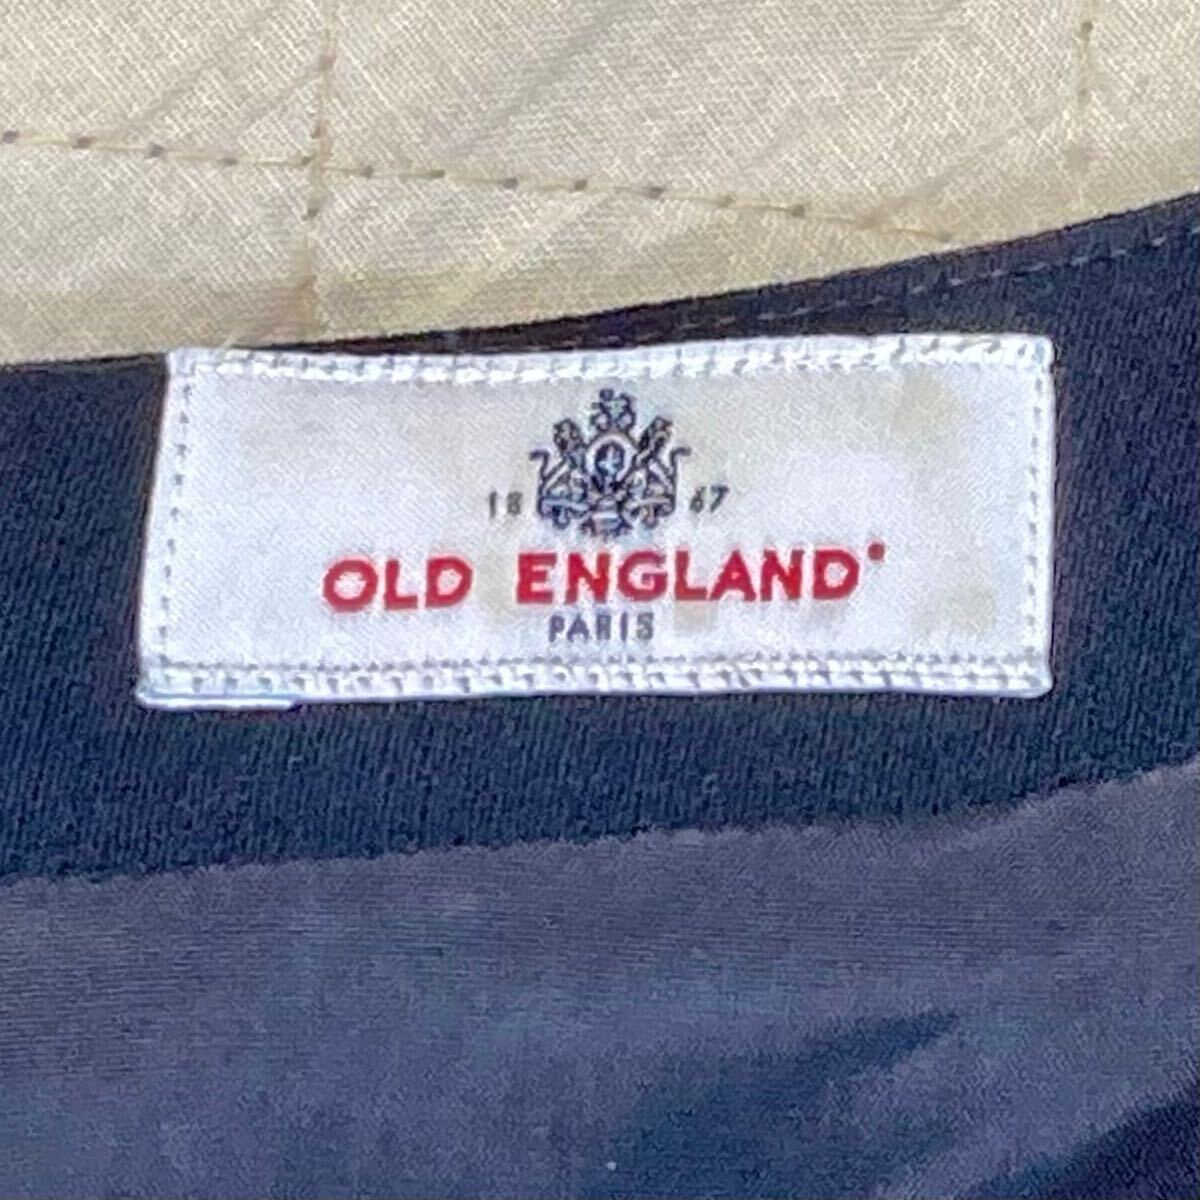 18 67
OLD ENGLAND
PARIS